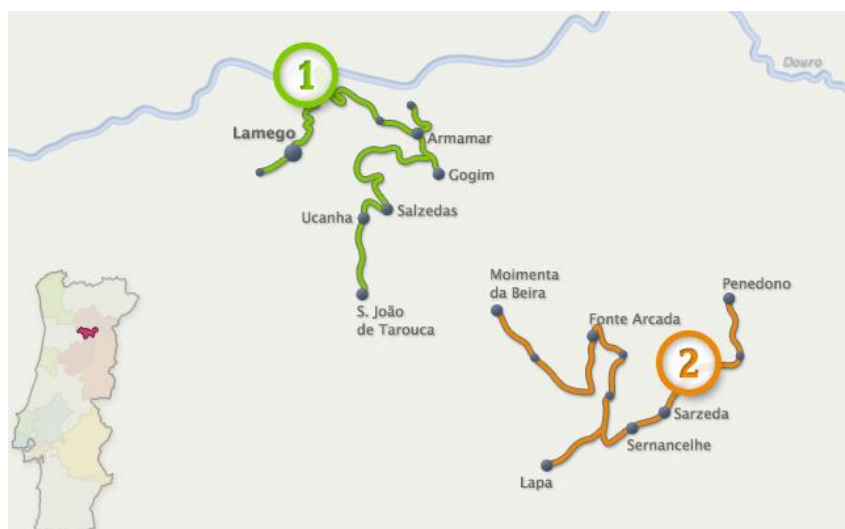 1
Douro
Lamego
Armamar
Gogim
Salzedas
Ucanha
S. João
de Tarouca
Moimenta
da Beira
Penedono
Fonte Arcada
2
Sarzeda
Sernancelhe
Lapa